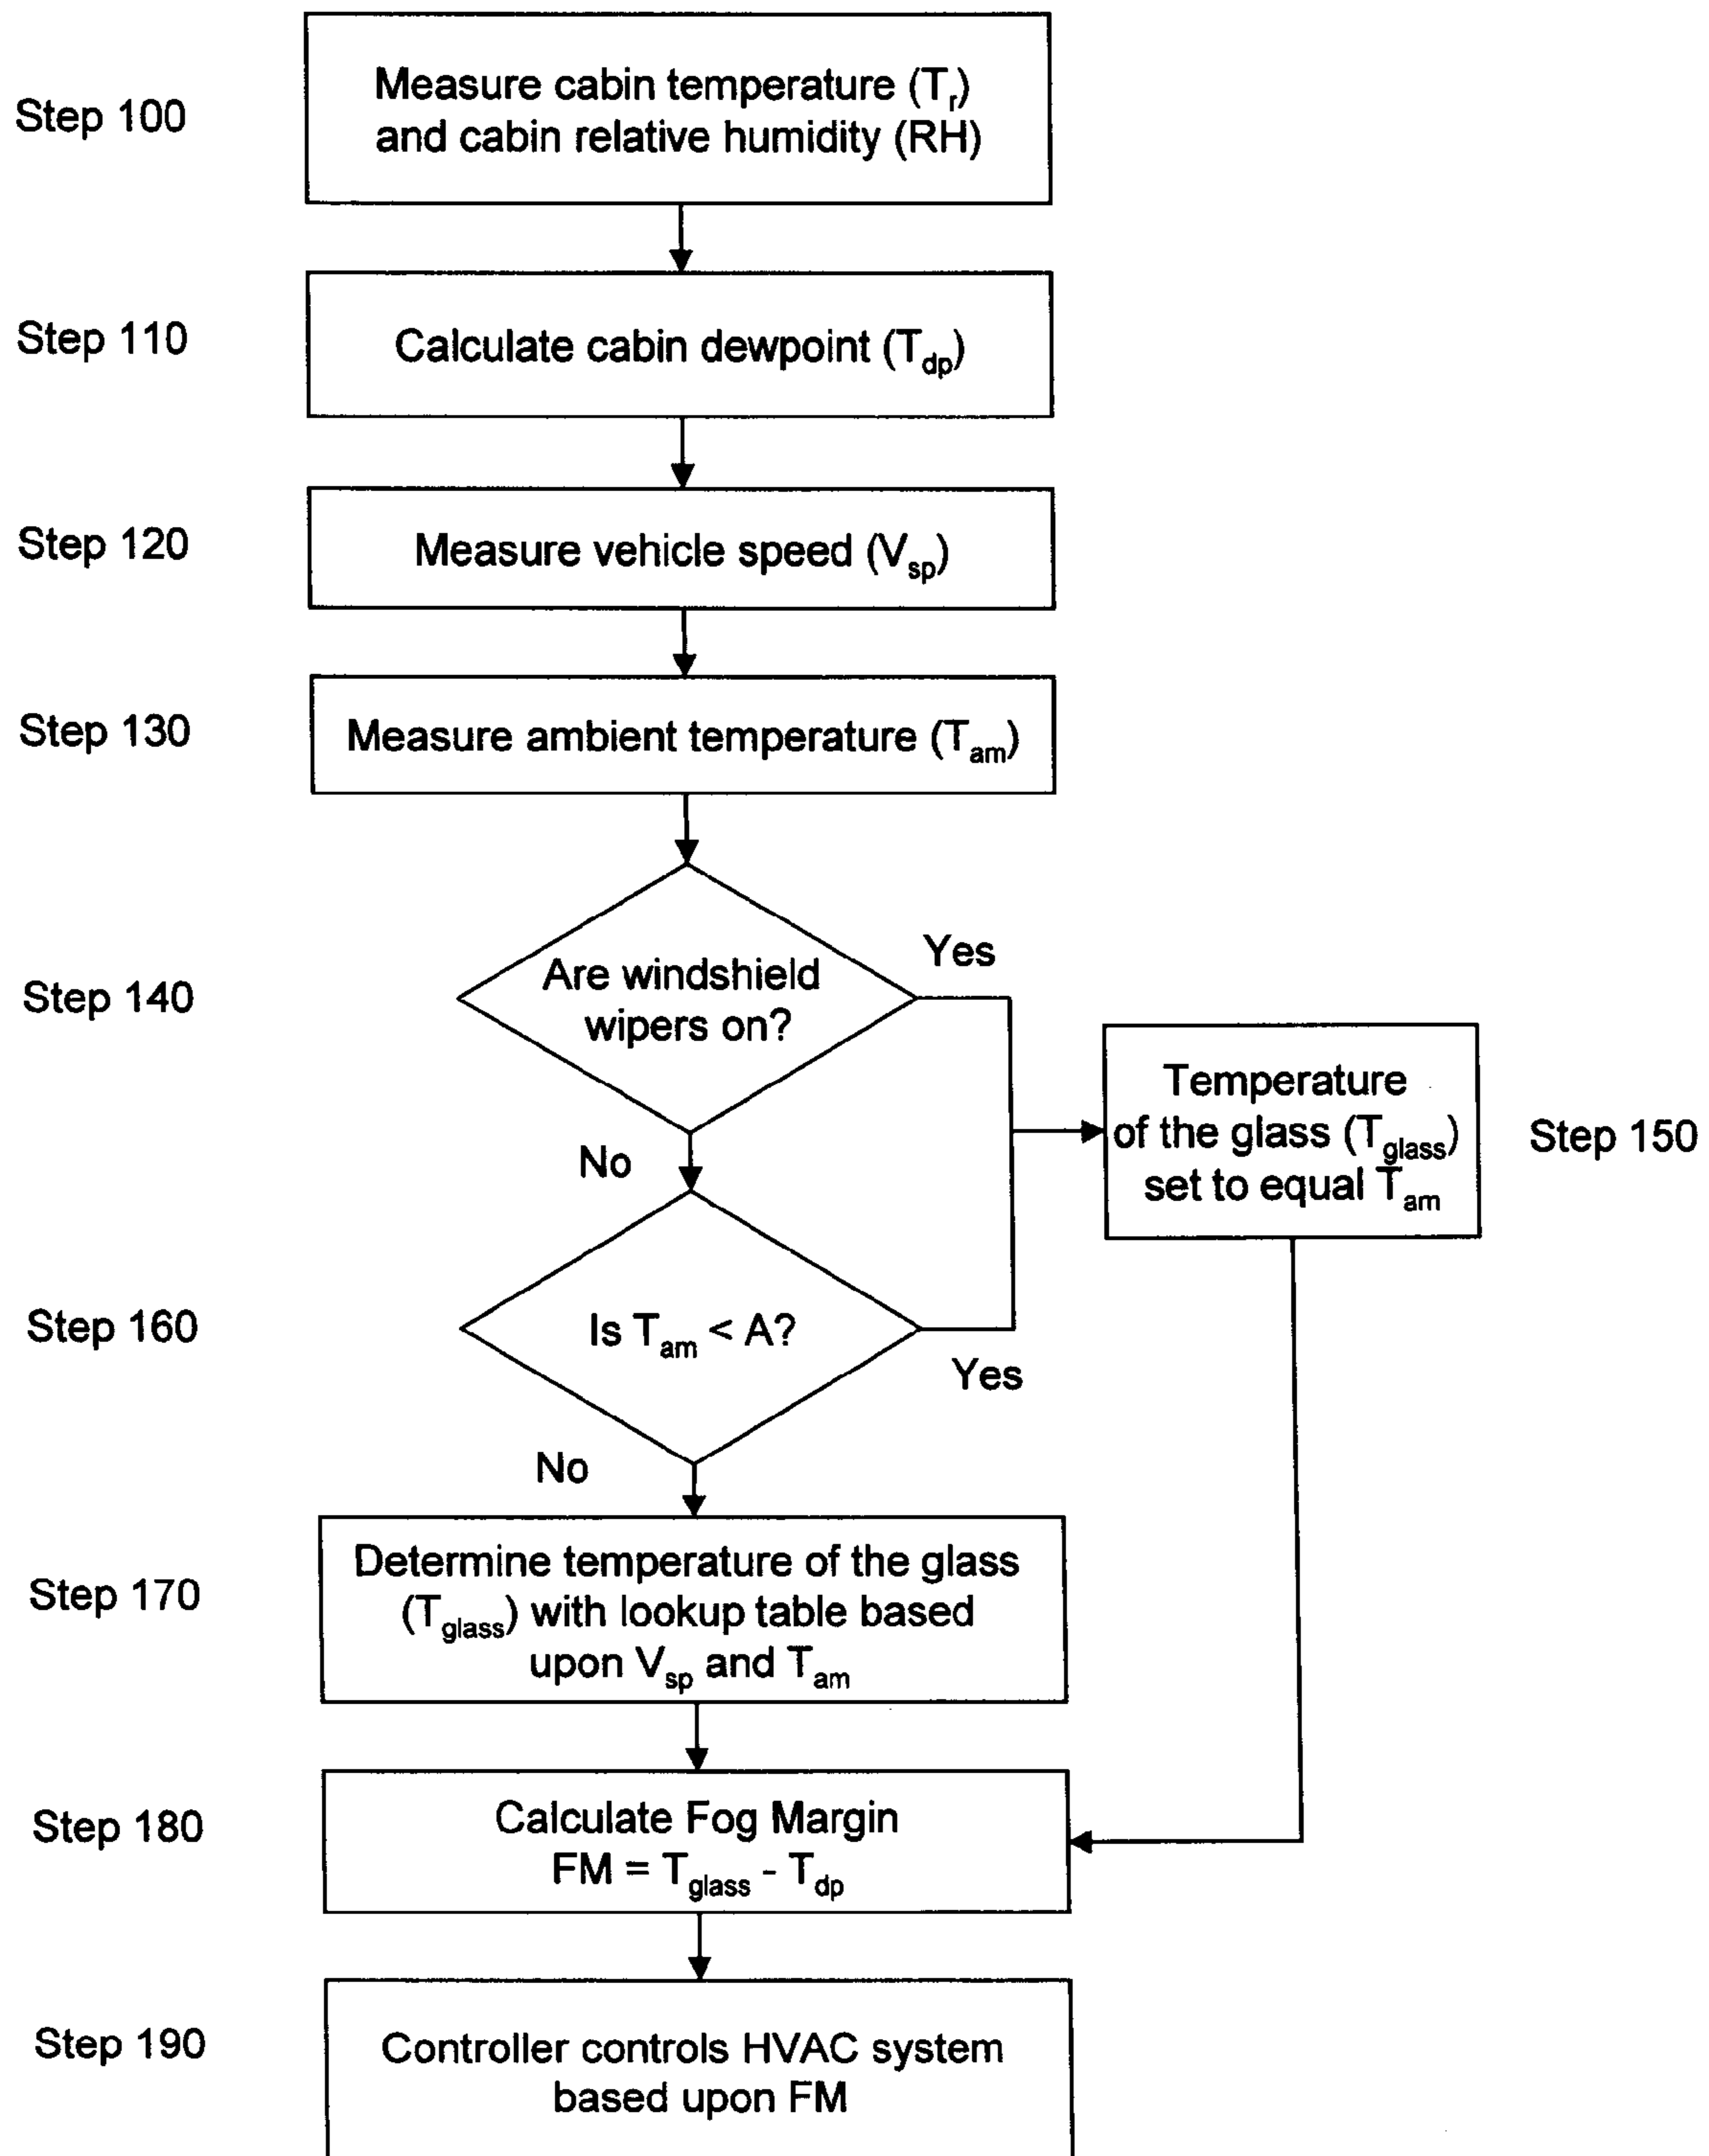 Step 100
Measure cabin temperature (Tr)
and cabin relative humidity (RH)
Step 110
Calculate cabin dewpoint (Tdp)
Step 120
Measure vehicle speed (Vsp)
Step 130
Measure ambient temperature (Tam)
Step 140
Are windshield
wipers on?
Yes
No
Temperature
of the glass (Tglass)
set to equal Tam
Step 150
Step 160
Is Tam < A?
Yes
No
Step 170
Determine temperature of the glass
(Tglass) with lookup table based
upon Vsp and Tam
Step 180
Calculate Fog Margin
FM = Tglass - Tdp
Step 190
Controller controls HVAC system
based upon FM